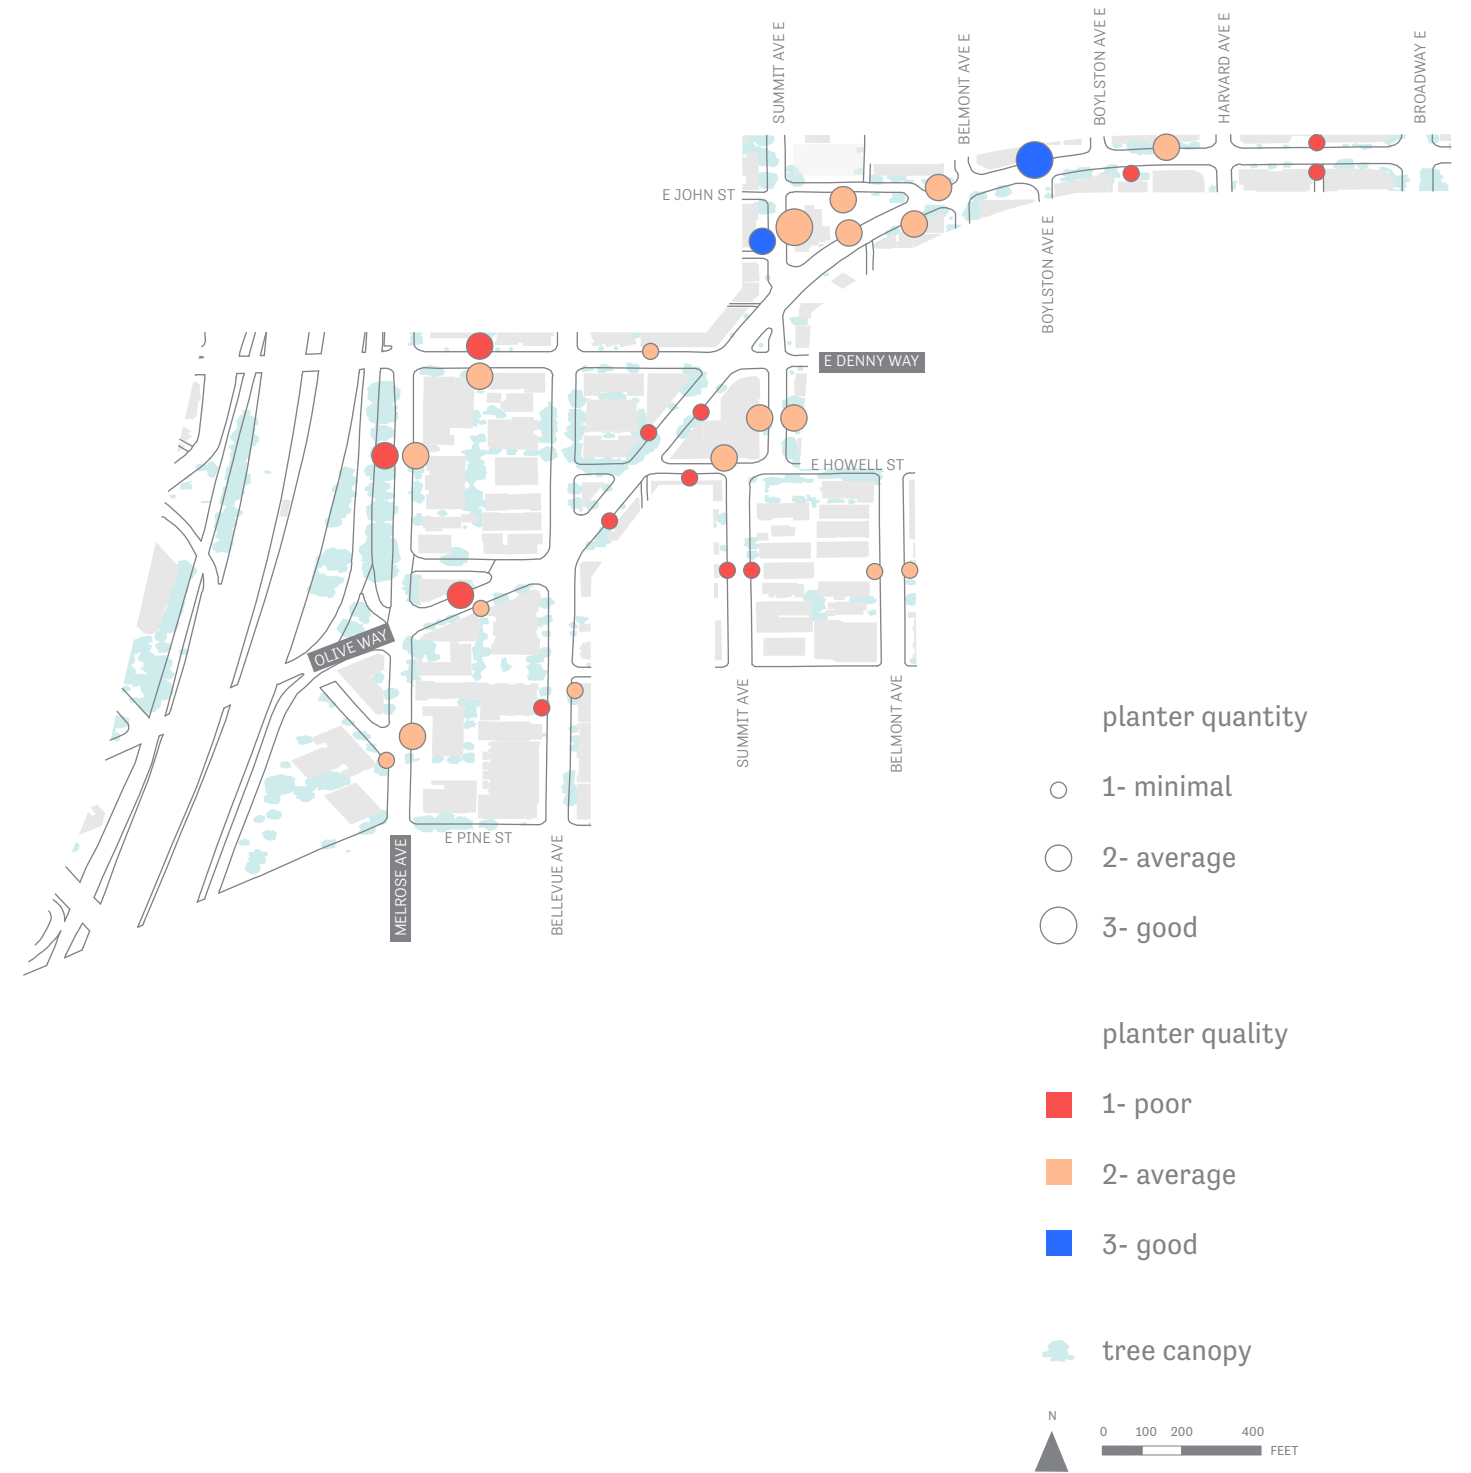 SUMMIT AVE E
BELMONT AVE E
BOYLSTON AVE E
HARVARD AVE E
BROADWAY E
E JOHN ST
BOYLSTON AVE E
E DENNY WAY
E HOWELL ST
OLIVE WAY
SUMMIT AVE
BELMONT AVE
MELROSE AVE
E PINE ST
BELLEVUE AVE
planter quantity
1- minimal
2- average
3- good
planter quality
1- poor
2- average
3- good
tree canopy
N
0 100 200 400
FEET